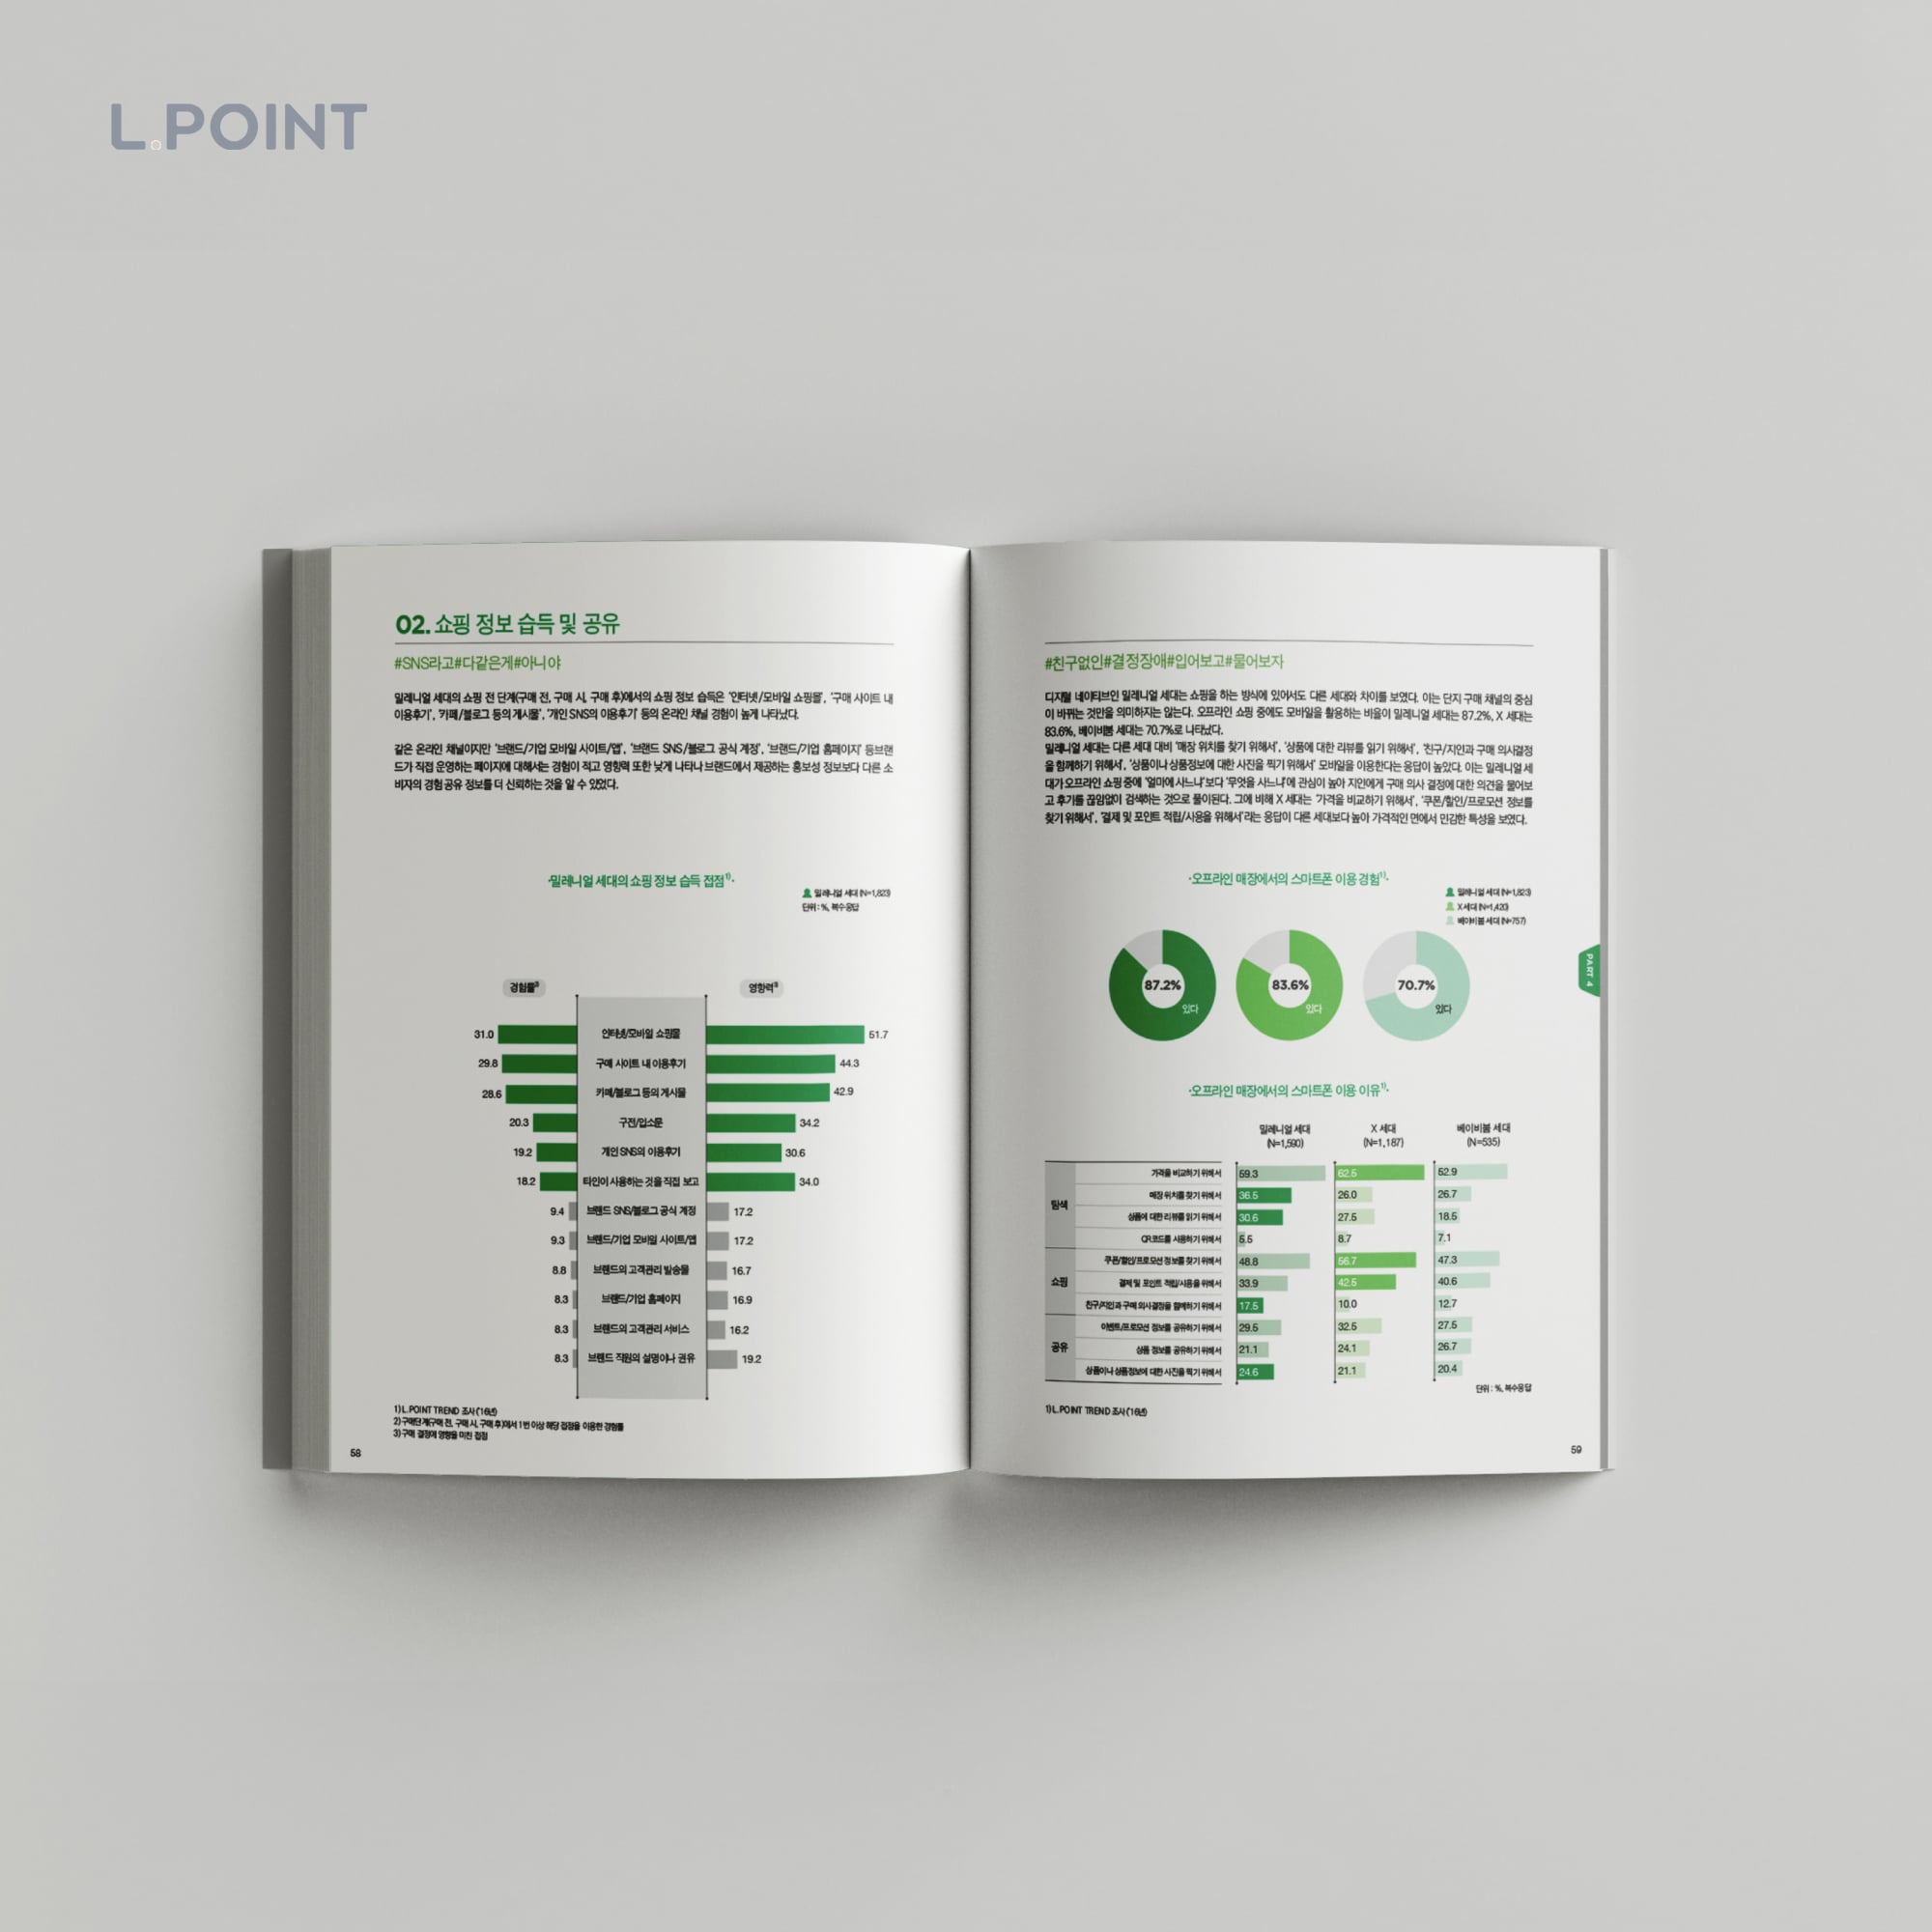 L.POINT
02. 쇼핑 정보 습득 및 공유
#SNS라고#다같은게#아니야
밀레니얼 세대의 쇼핑 전 단계(구매 전, 구매 시, 구매 후)에서의 쇼핑 정보 습득은 '인터넷/모바일 쇼핑몰', '구매 사이트 내
이용후기', '카페/블로그 등의 게시물', '개인 SNS의 이용후기' 등의 온라인 채널 경험이 높게 나타났다.
같은 온라인 채널이지만 '브랜드/기업 모바일 사이트/앱', '브랜드 SNS/블로그 공식 계정', '브랜드/기업 홈페이지' 등 브랜
드가 직접 운영하는 페이지에 대해서는 경험이 적고 영향력 또한 낮게 나타나 브랜드에서 제공하는 홍보성 정보보다 다른 소
비자의 경험 공유 정보를 더 신뢰하는 것을 알 수 있었다.
·밀레니얼 세대의 쇼핑 정보 습득 접점1)·
밀레니얼 세대 (N=1,823)
단위 : %, 복수응답
경험률2) 영향력3)
31.0 인터넷/모바일 쇼핑몰 51.7
29.8 구매 사이트 내 이용후기 44.3
28.6 카페/블로그 등의 게시물 42.9
20.3 구전/입소문 34.2
19.2 개인 SNS의 이용후기 30.6
18.2 타인이 사용하는 것을 직접 보고 34.0
9.4 브랜드 SNS/블로그 공식 계정 17.2
9.3 브랜드/기업 모바일 사이트/앱 17.2
8.8 브랜드의 고객관리 발송물 16.7
8.3 브랜드/기업 홈페이지 16.9
8.3 브랜드의 고객관리 서비스 16.2
8.3 브랜드 직원의 설명이나 권유 19.2
1) L.POINT TREND 조사('16년)
2) 구매단계(구매 전, 구매 시, 구매 후)에서 1번 이상 해당 접점을 이용한 경험률
3) 구매 결정에 영향을 미친 접점
58
#친구없인#결정장애#입어보고#물어보자
디지털 네이티브인 밀레니얼 세대는 쇼핑을 하는 방식에 있어서도 다른 세대와 차이를 보였다. 이는 단지 구매 채널의 중심
이 바뀌는 것만을 의미하지는 않는다. 오프라인 쇼핑 중에도 모바일을 활용하는 비율이 밀레니얼 세대는 87.2%, X 세대는
83.6%, 베이비붐 세대는 70.7%로 나타났다.
밀레니얼 세대는 다른 세대 대비 '매장 위치를 찾기 위해서', '상품에 대한 리뷰를 읽기 위해서', '친구/지인과 구매 의사결정
을 함께하기 위해서', '상품이나 상품정보에 대한 사진을 찍기 위해서' 모바일을 이용한다는 응답이 높았다. 이는 밀레니얼 세
대가 오프라인 쇼핑 중에 '얼마에 사느냐'보다 '무엇을 사느냐'에 관심이 높아 지인에게 구매 의사 결정에 대한 의견을 물어보
고 후기를 끊임없이 검색하는 것으로 풀이된다. 그에 비해 X 세대는 '가격을 비교하기 위해서', '쿠폰/할인/프로모션 정보를
찾기 위해서', '결제 및 포인트 적립/사용을 위해서'라는 응답이 다른 세대보다 높아 가격적인 면에서 민감한 특성을 보였다.
·오프라인 매장에서의 스마트폰 이용 경험1)·
밀레니얼 세대 (N=1,823)
X 세대 (N=1,420)
베이비붐 세대 (N=757)
87.2% 있다
83.6% 있다
70.7% 있다
PART 4
·오프라인 매장에서의 스마트폰 이용 이유1)·
밀레니얼 세대 X 세대 베이비붐 세대
(N=1,590) (N=1,187) (N=535)
탐색
가격을 비교하기 위해서 59.3 62.5 52.9
매장 위치를 찾기 위해서 36.5 26.0 26.7
상품에 대한 리뷰를 읽기 위해서 30.6 27.5 18.5
QR코드를 사용하기 위해서 5.5 8.7 7.1
쇼핑
쿠폰/할인/프로모션 정보를 찾기 위해서 48.8 56.7 47.3
결제 및 포인트 적립/사용을 위해서 33.9 42.5 40.6
친구/지인과 구매 의사결정을 함께하기 위해서 17.5 10.0 12.7
공유
이벤트/프로모션 정보를 공유하기 위해서 29.5 32.5 27.5
상품 정보를 공유하기 위해서 21.1 24.1 26.7
상품이나 상품정보에 대한 사진을 찍기 위해서 24.6 21.1 20.4
단위 : %, 복수응답
1) L.POINT TREND 조사('16년)
59